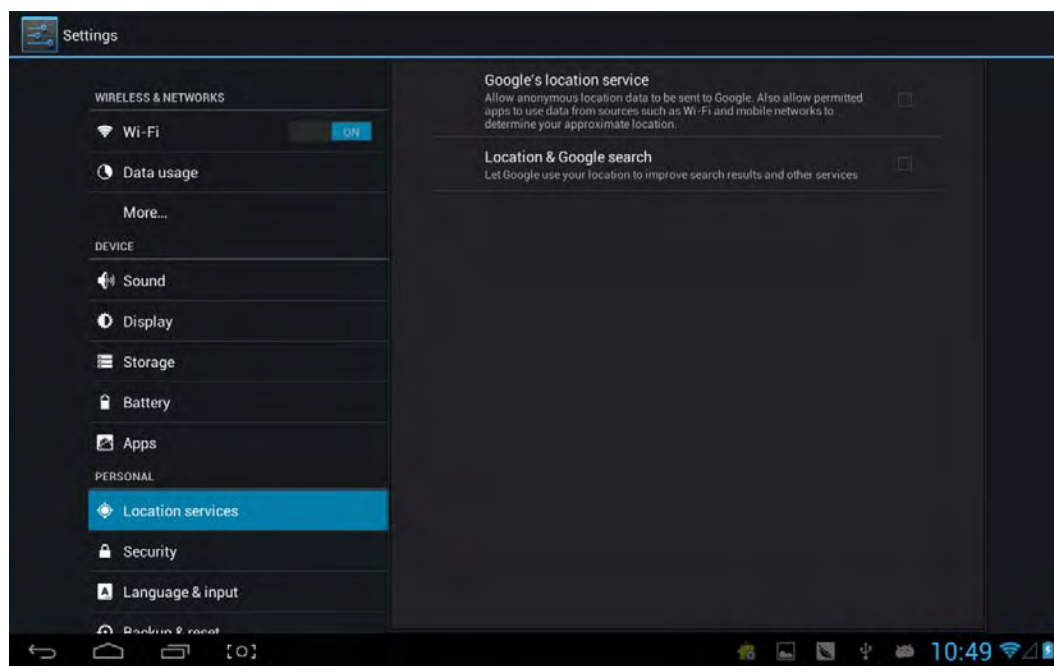 Settings
WIRELESS & NETWORKS
Wi-Fi
ON
Data usage
More...
DEVICE
Sound
Display
Storage
Battery
Apps
PERSONAL
Location services
Security
Language & input
Backup & reset
Google's location service
Allow anonymous location data to be sent to Google. Also allow permitted
apps to use data from sources such as Wi-Fi and mobile networks to
determine your approximate location.
Location & Google search
Let Google use your location to improve search results and other services
10:49